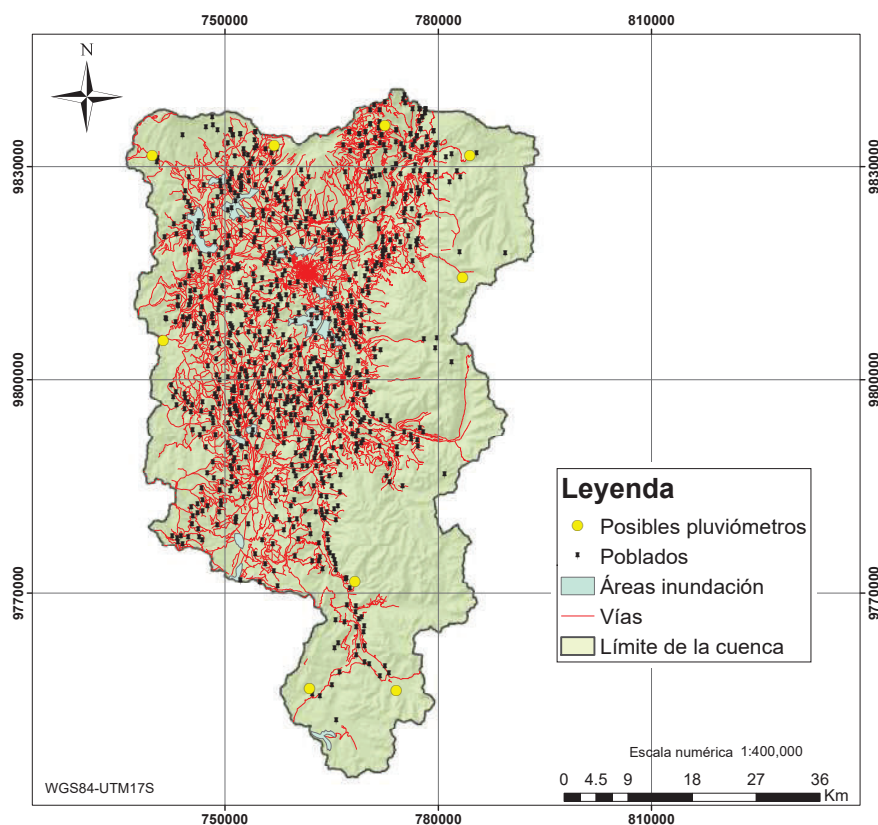 750000 780000 810000
N
9830000 9830000
9800000 9800000
9770000 9770000
Leyenda
Posibles pluviómetros
Poblados
Áreas inundación
Vías
Límite de la cuenca
Escala numérica 1:400,000
0 4.5 9 18 27 36
Km
WGS84-UTM17S
750000 780000 810000